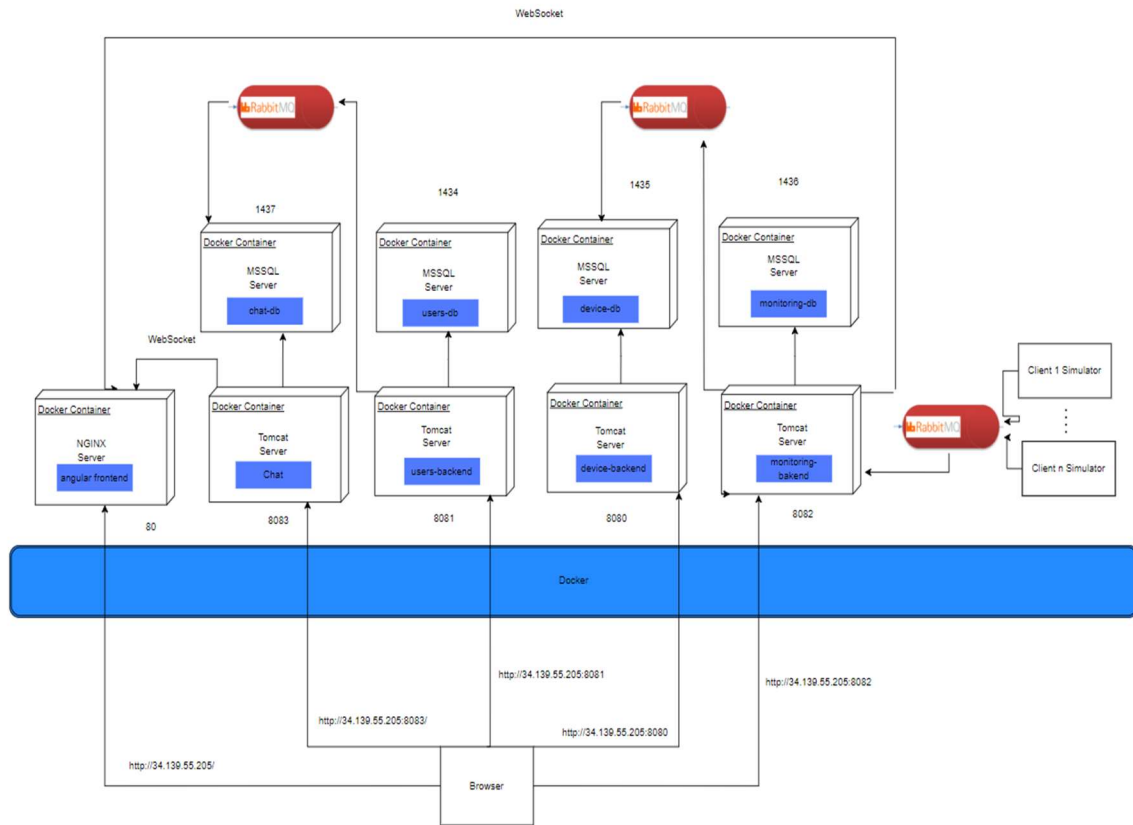 WebSocket
RabbitMQ
RabbitMQ
1437
1434
1435
1436
Docker Container
MSSQL
Server
chat-db
Docker Container
MSSQL
Server
users-db
Docker Container
MSSQL
Server
device-db
Docker Container
MSSQL
Server
monitoring-db
WebSocket
Docker Container
NGINX
Server
angular frontend
Docker Container
Tomcat
Server
Chat
Docker Container
Tomcat
Server
users-backend
Docker Container
Tomcat
Server
device-backend
Docker Container
Tomcat
Server
monitoring-
bakend
RabbitMQ
Client 1 Simulator
Client n Simulator
80
8083
8081
8080
8082
Docker
http://34.139.55.205:8081
http://34.139.55.205:8082
http://34.139.55.205:8083/
http://34.139.55.205:8080
http://34.139.55.205/
Browser